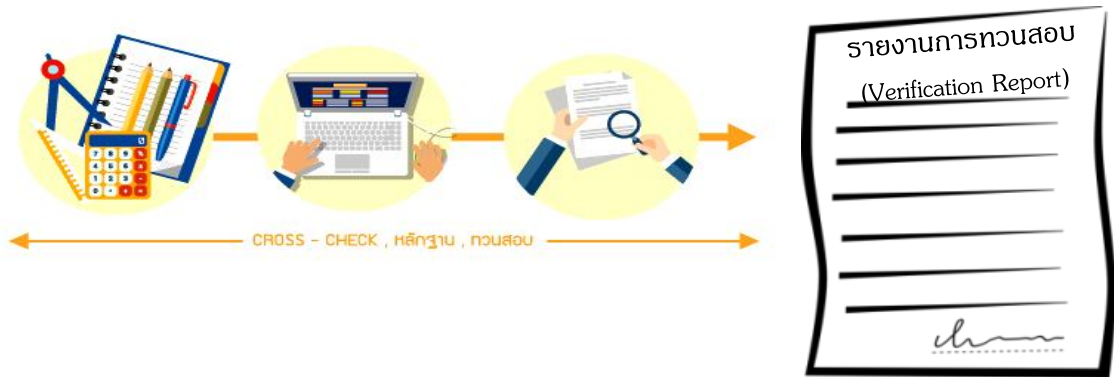 รายงานการทวนสอบ
(Verification Report)
CROSS - CHECK , หลักฐาน , ทวนสอบ